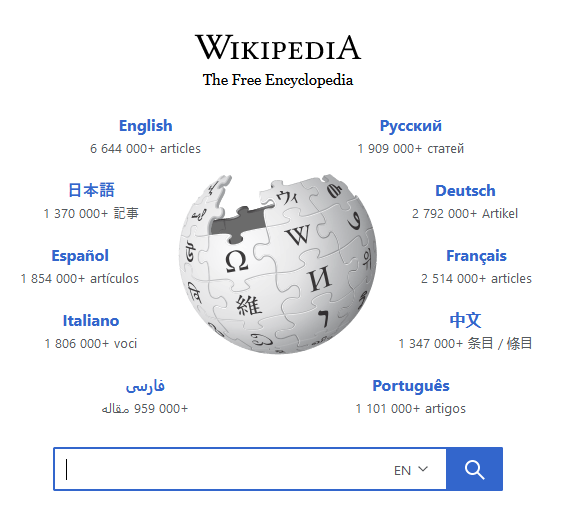 WIKIPEDIA
The Free Encyclopedia
English
6 644 000+ articles
Русский
1 909 000+ статей
日本語
1 370 000+ 記事
Deutsch
2 792 000+ Artikel
Español
1 854 000+ artículos
Français
2 514 000+ articles
Italiano
1 806 000+ voci
中文
1 347 000+ 条目 / 條目
فارسی
959 000+ مقاله
Português
1 101 000+ artigos
ウィ
W
Ω
И
維
EN